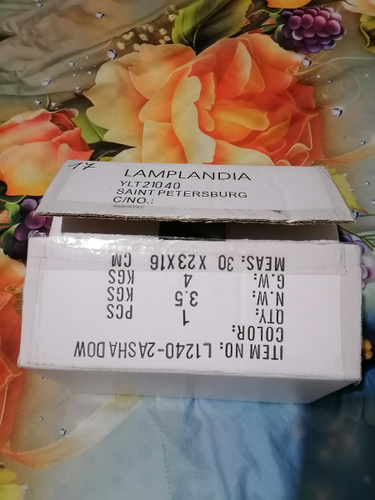 17
LAMPLANDIA
YLT21040
SAINT PETERSBURG
C/NO.:
ITEM NO: L1240-2ASHADOW
COLOR:
QTY: 1 PCS
N.W: 3.5 KGS
G.W: 4 KGS
MEAS: 30 X23X16 CM